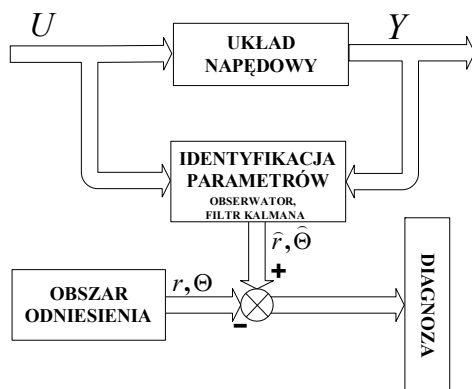 U
UKŁAD
NAPĘDOWY
Y
IDENTYFIKACJA
PARAMETRÓW
OBSERWATOR,
FILTR KALMANA
r̂, Θ̂
+
OBSZAR
ODNIESIENIA
r, Θ
-
DIAGNOZA